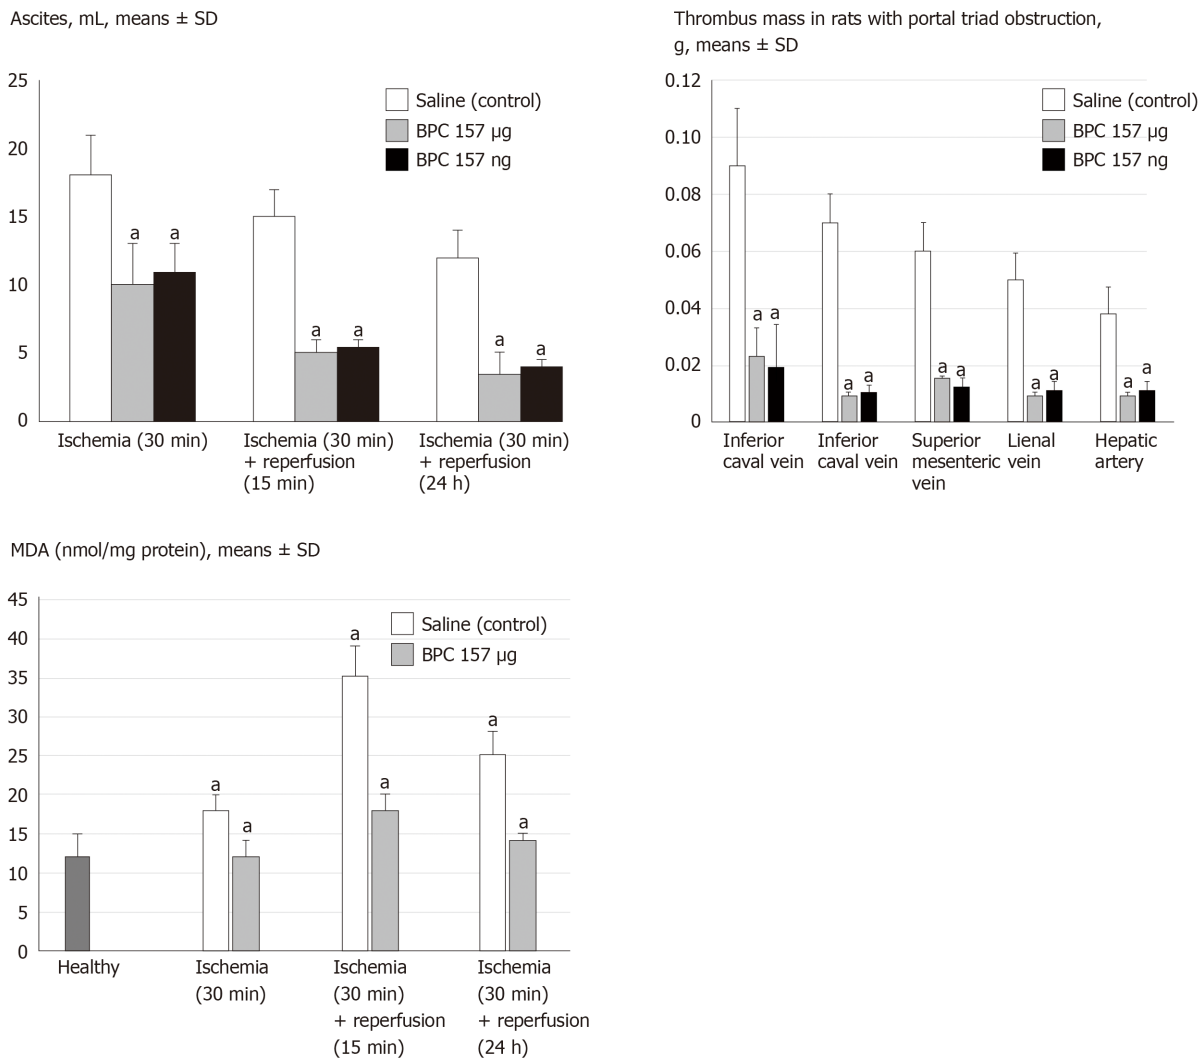 Ascites, mL, means ± SD
25
20
15
10
5
0
Saline (control)
BPC 157 µg
BPC 157 ng
a
a
a
a
a
a
Ischemia (30 min)
Ischemia (30 min)
+ reperfusion
(15 min)
Ischemia (30 min)
+ reperfusion
(24 h)
Thrombus mass in rats with portal triad obstruction,
g, means ± SD
0.12
0.10
0.08
0.06
0.04
0.02
0
Saline (control)
BPC 157 µg
BPC 157 ng
a
a
a
a
a
a
a
a
a
a
Inferior
caval vein
Inferior
caval vein
Superior
mesenteric
vein
Lienal
vein
Hepatic
artery
MDA (nmol/mg protein), means ± SD
45
40
35
30
25
20
15
10
5
0
Saline (control)
BPC 157 µg
a
a
a
a
a
a
Healthy
Ischemia
(30 min)
Ischemia
(30 min)
+ reperfusion
(15 min)
Ischemia
(30 min)
+ reperfusion
(24 h)